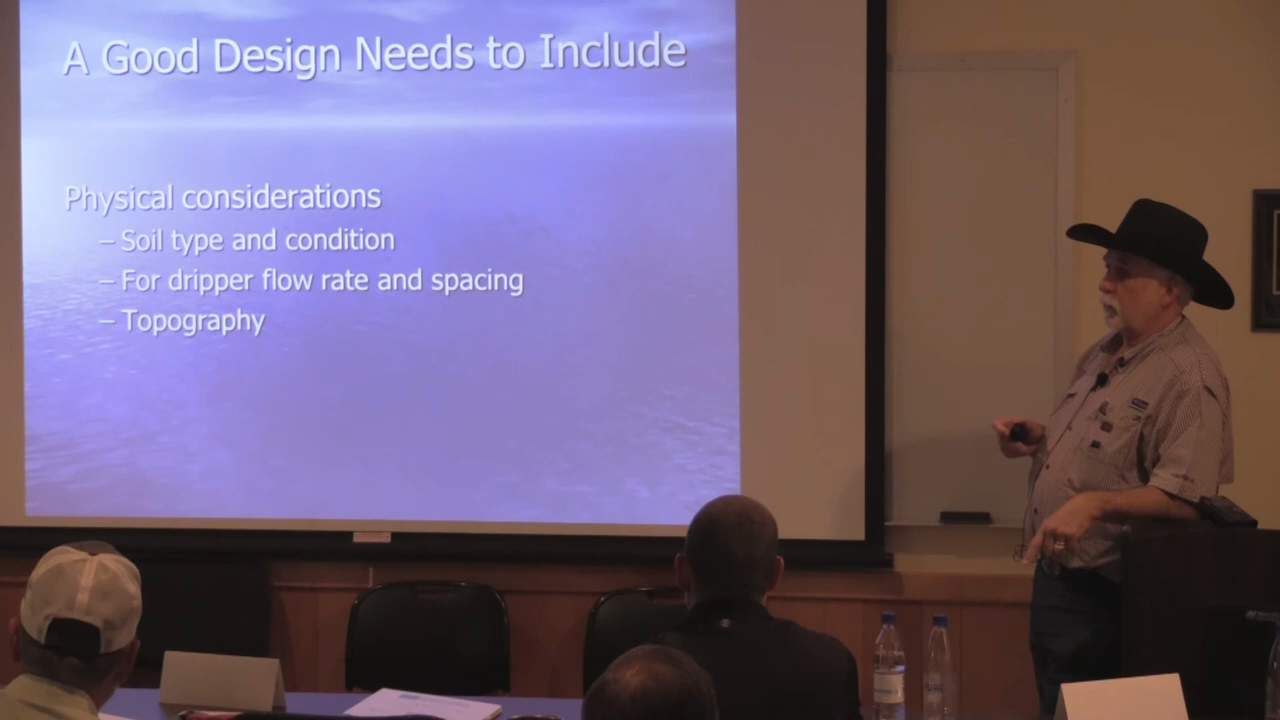 A Good Design Needs to Include
Physical considerations
– Soil type and condition
– For dripper flow rate and spacing
– Topography